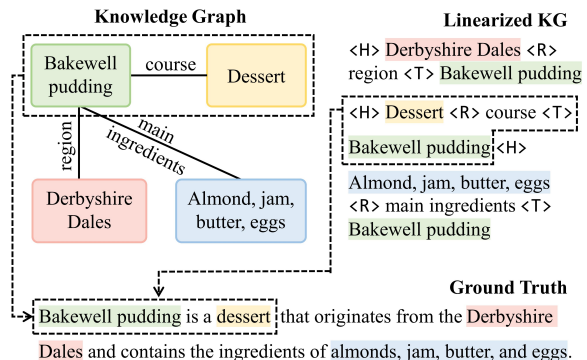 Knowledge Graph
Bakewell
pudding
course
Dessert
region
main
ingredients
Derbyshire
Dales
Almond, jam,
butter, eggs
Linearized KG
<H> Derbyshire Dales <R>
region <T> Bakewell pudding
<H> Dessert <R> course <T>
Bakewell pudding <H>
Almond, jam, butter, eggs
<R> main ingredients <T>
Bakewell pudding
Ground Truth
Bakewell pudding is a dessert that originates from the Derbyshire
Dales and contains the ingredients of almonds, jam, butter, and eggs.